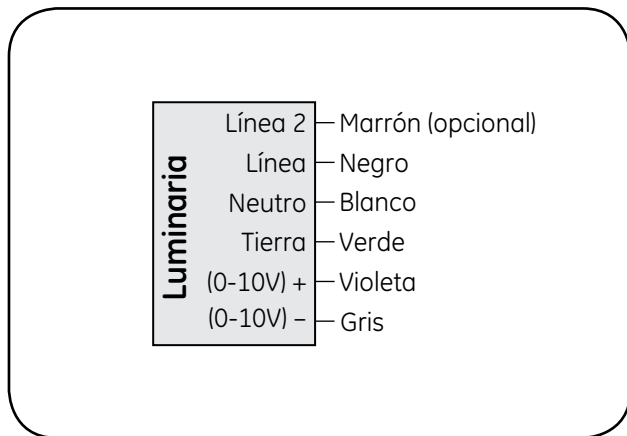 Luminaria
Línea 2 Marrón (opcional)
Línea Negro
Neutro Blanco
Tierra Verde
(0-10V) + Violeta
(0-10V) – Gris